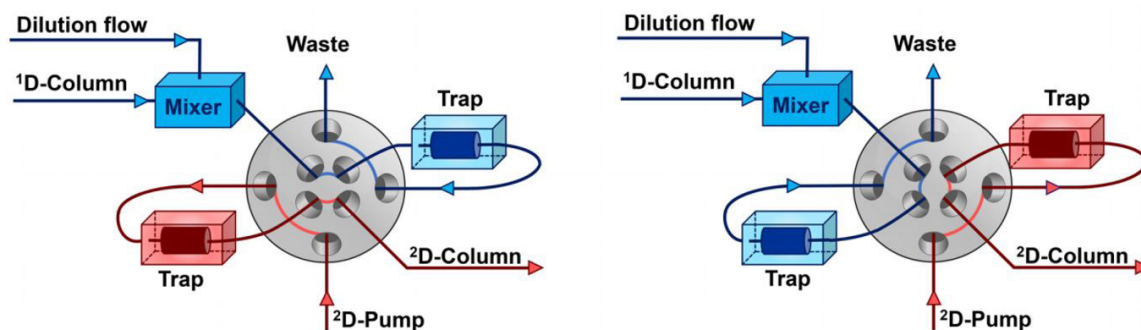 Dilution flow
Waste
¹D-Column
Mixer
Trap
Trap
²D-Column
²D-Pump
Dilution flow
Waste
¹D-Column
Mixer
Trap
Trap
²D-Column
²D-Pump